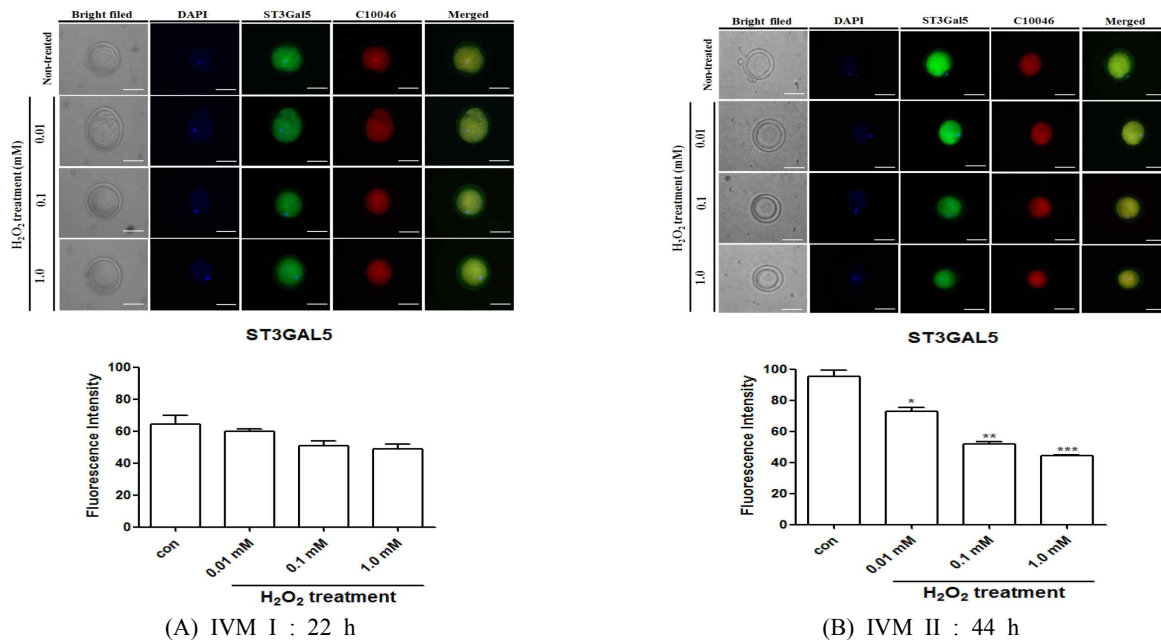 Bright filed DAPI ST3Gal5 C10046 Merged
Non-treated
H₂O₂ treatment (mM)
0.01
0.1
1.0
ST3GAL5
Fluorescence Intensity
100
80
60
40
20
0
con
0.01 mM
0.1 mM
1.0 mM
H₂O₂ treatment
(A) IVM I : 22 h
Bright filed DAPI ST3Gal5 C10046 Merged
Non-treated
H₂O₂ treatment (mM)
0.01
0.1
1.0
ST3GAL5
Fluorescence Intensity
100
80
60
40
20
0
*
**
***
con
0.01 mM
0.1 mM
1.0 mM
H₂O₂ treatment
(B) IVM II : 44 h